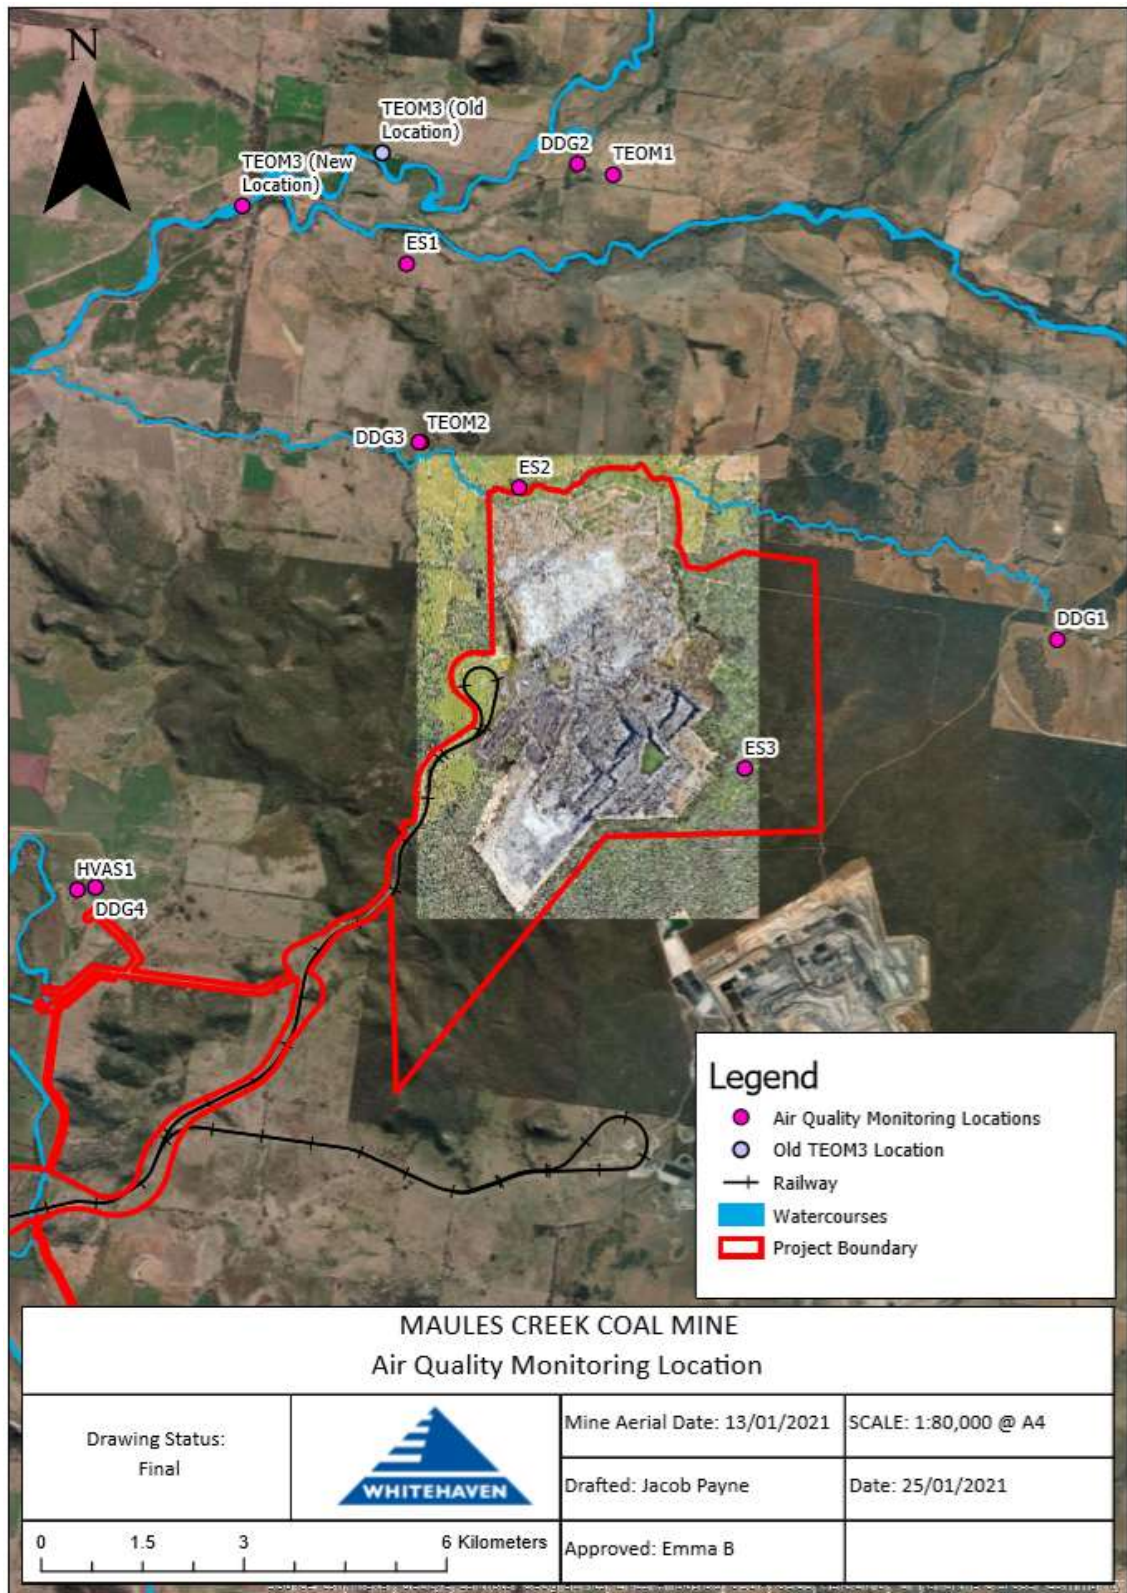 N
TEOM3 (Old
Location)
DDG2
TEOM1
TEOM3 (New
Location)
ES1
DDG3
TEOM2
ES2
DDG1
ES3
HVAS1
DDG4
Legend
Air Quality Monitoring Locations
Old TEOM3 Location
Railway
Watercourses
Project Boundary
MAULES CREEK COAL MINE
Air Quality Monitoring Location
Drawing Status:
Final
WHITEHAVEN
Mine Aerial Date: 13/01/2021
SCALE: 1:80,000 @ A4
Drafted: Jacob Payne
Date: 25/01/2021
0 1.5 3 6 Kilometers
Approved: Emma B